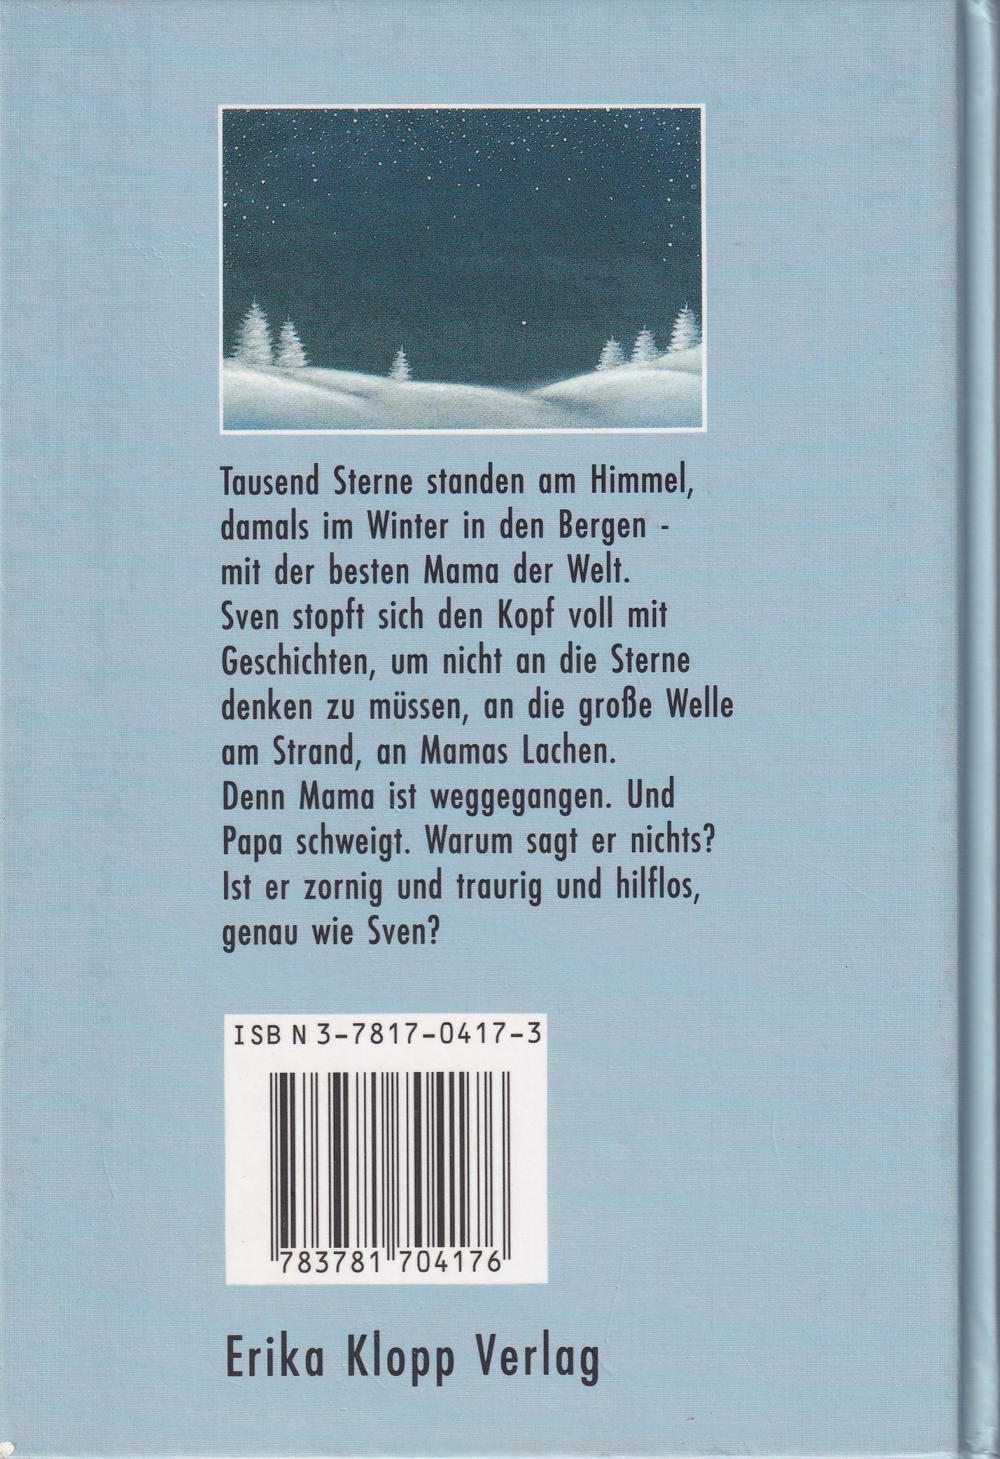 Tausend Sterne standen am Himmel,
damals im Winter in den Bergen -
mit der besten Mama der Welt.
Sven stopft sich den Kopf voll mit
Geschichten, um nicht an die Sterne
denken zu müssen, an die große Welle
am Strand, an Mamas Lachen.
Denn Mama ist weggegangen. Und
Papa schweigt. Warum sagt er nichts?
Ist er zornig und traurig und hilflos,
genau wie Sven?
ISBN 3-7817-0417-3
783781 704176
Erika Klopp Verlag